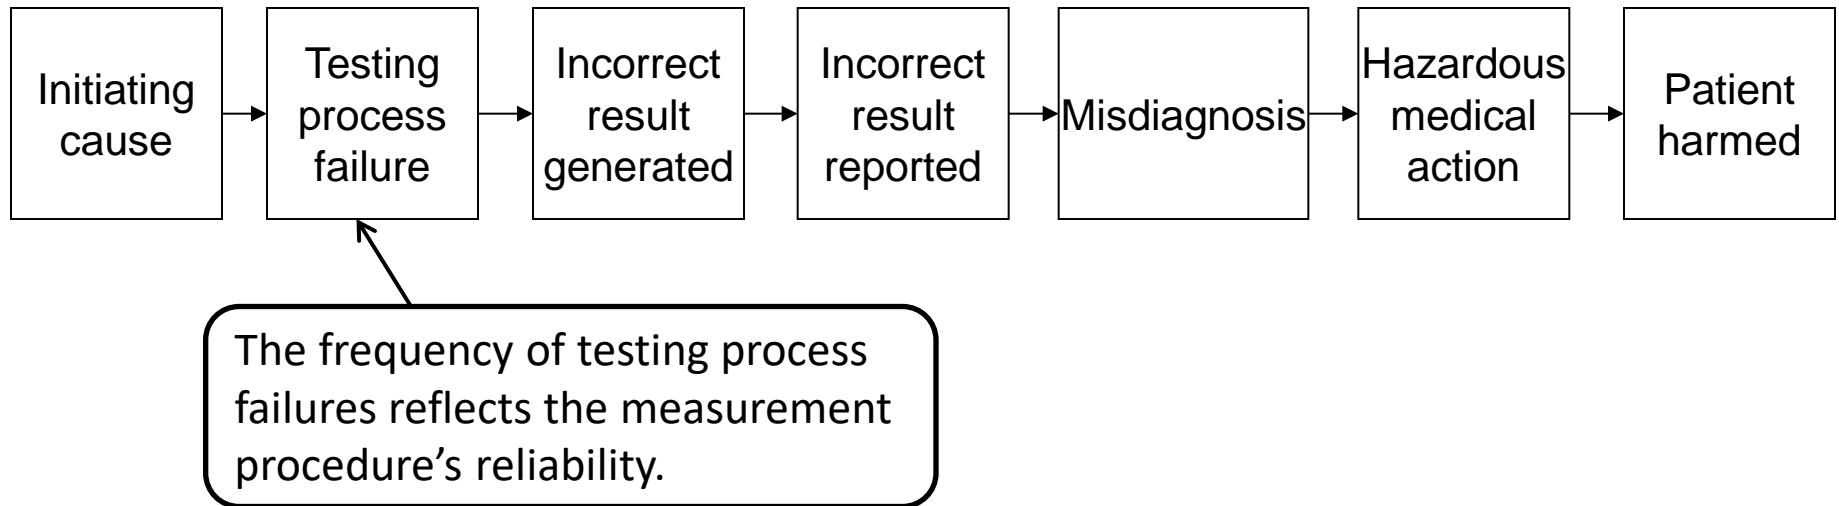 Initiating
cause
Testing
process
failure
Incorrect
result
generated
Incorrect
result
reported
Misdiagnosis
Hazardous
medical
action
Patient
harmed
The frequency of testing process
failures reflects the measurement
procedure’s reliability.